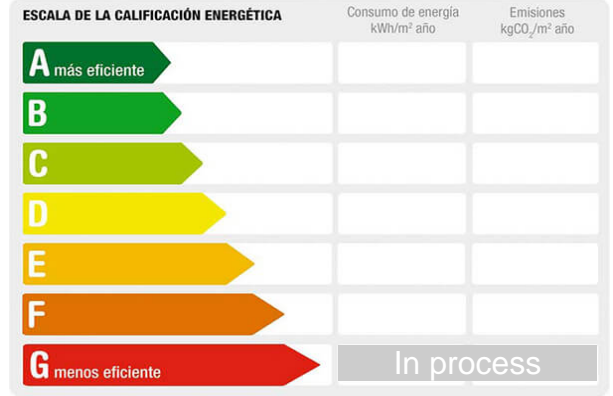 ESCALA DE LA CALIFICACIÓN ENERGÉTICA
Consumo de energía
kWh/m² año
Emisiones
kgCO₂/m² año
A más eficiente
B
C
D
E
F
G menos eficiente
In process